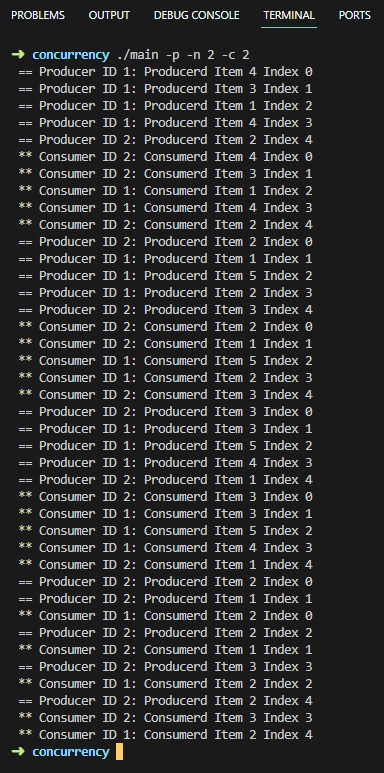 PROBLEMS OUTPUT DEBUG CONSOLE TERMINAL PORTS
➜ concurrency ./main -p -n 2 -c 2
== Producer ID 1: Producerd Item 4 Index 0
== Producer ID 2: Producerd Item 3 Index 1
== Producer ID 1: Producerd Item 1 Index 2
== Producer ID 1: Producerd Item 4 Index 3
== Producer ID 2: Producerd Item 2 Index 4
** Consumer ID 2: Consumerd Item 4 Index 0
** Consumer ID 2: Consumerd Item 3 Index 1
** Consumer ID 1: Consumerd Item 1 Index 2
** Consumer ID 1: Consumerd Item 4 Index 3
** Consumer ID 2: Consumerd Item 2 Index 4
== Producer ID 2: Producerd Item 2 Index 0
== Producer ID 1: Producerd Item 1 Index 1
== Producer ID 1: Producerd Item 5 Index 2
== Producer ID 1: Producerd Item 2 Index 3
== Producer ID 2: Producerd Item 3 Index 4
** Consumer ID 2: Consumerd Item 2 Index 0
** Consumer ID 2: Consumerd Item 1 Index 1
** Consumer ID 1: Consumerd Item 5 Index 2
** Consumer ID 1: Consumerd Item 2 Index 3
** Consumer ID 2: Consumerd Item 3 Index 4
== Producer ID 2: Producerd Item 3 Index 0
== Producer ID 1: Producerd Item 3 Index 1
== Producer ID 1: Producerd Item 5 Index 2
== Producer ID 1: Producerd Item 4 Index 3
== Producer ID 2: Producerd Item 1 Index 4
** Consumer ID 2: Consumerd Item 3 Index 0
** Consumer ID 1: Consumerd Item 3 Index 1
** Consumer ID 1: Consumerd Item 5 Index 2
** Consumer ID 1: Consumerd Item 4 Index 3
** Consumer ID 2: Consumerd Item 1 Index 4
== Producer ID 2: Producerd Item 2 Index 0
== Producer ID 2: Producerd Item 1 Index 1
** Consumer ID 1: Consumerd Item 2 Index 0
== Producer ID 2: Producerd Item 2 Index 2
** Consumer ID 2: Consumerd Item 1 Index 1
== Producer ID 2: Producerd Item 3 Index 3
** Consumer ID 1: Consumerd Item 2 Index 2
== Producer ID 2: Producerd Item 2 Index 4
** Consumer ID 2: Consumerd Item 3 Index 3
** Consumer ID 1: Consumerd Item 2 Index 4
➜ concurrency